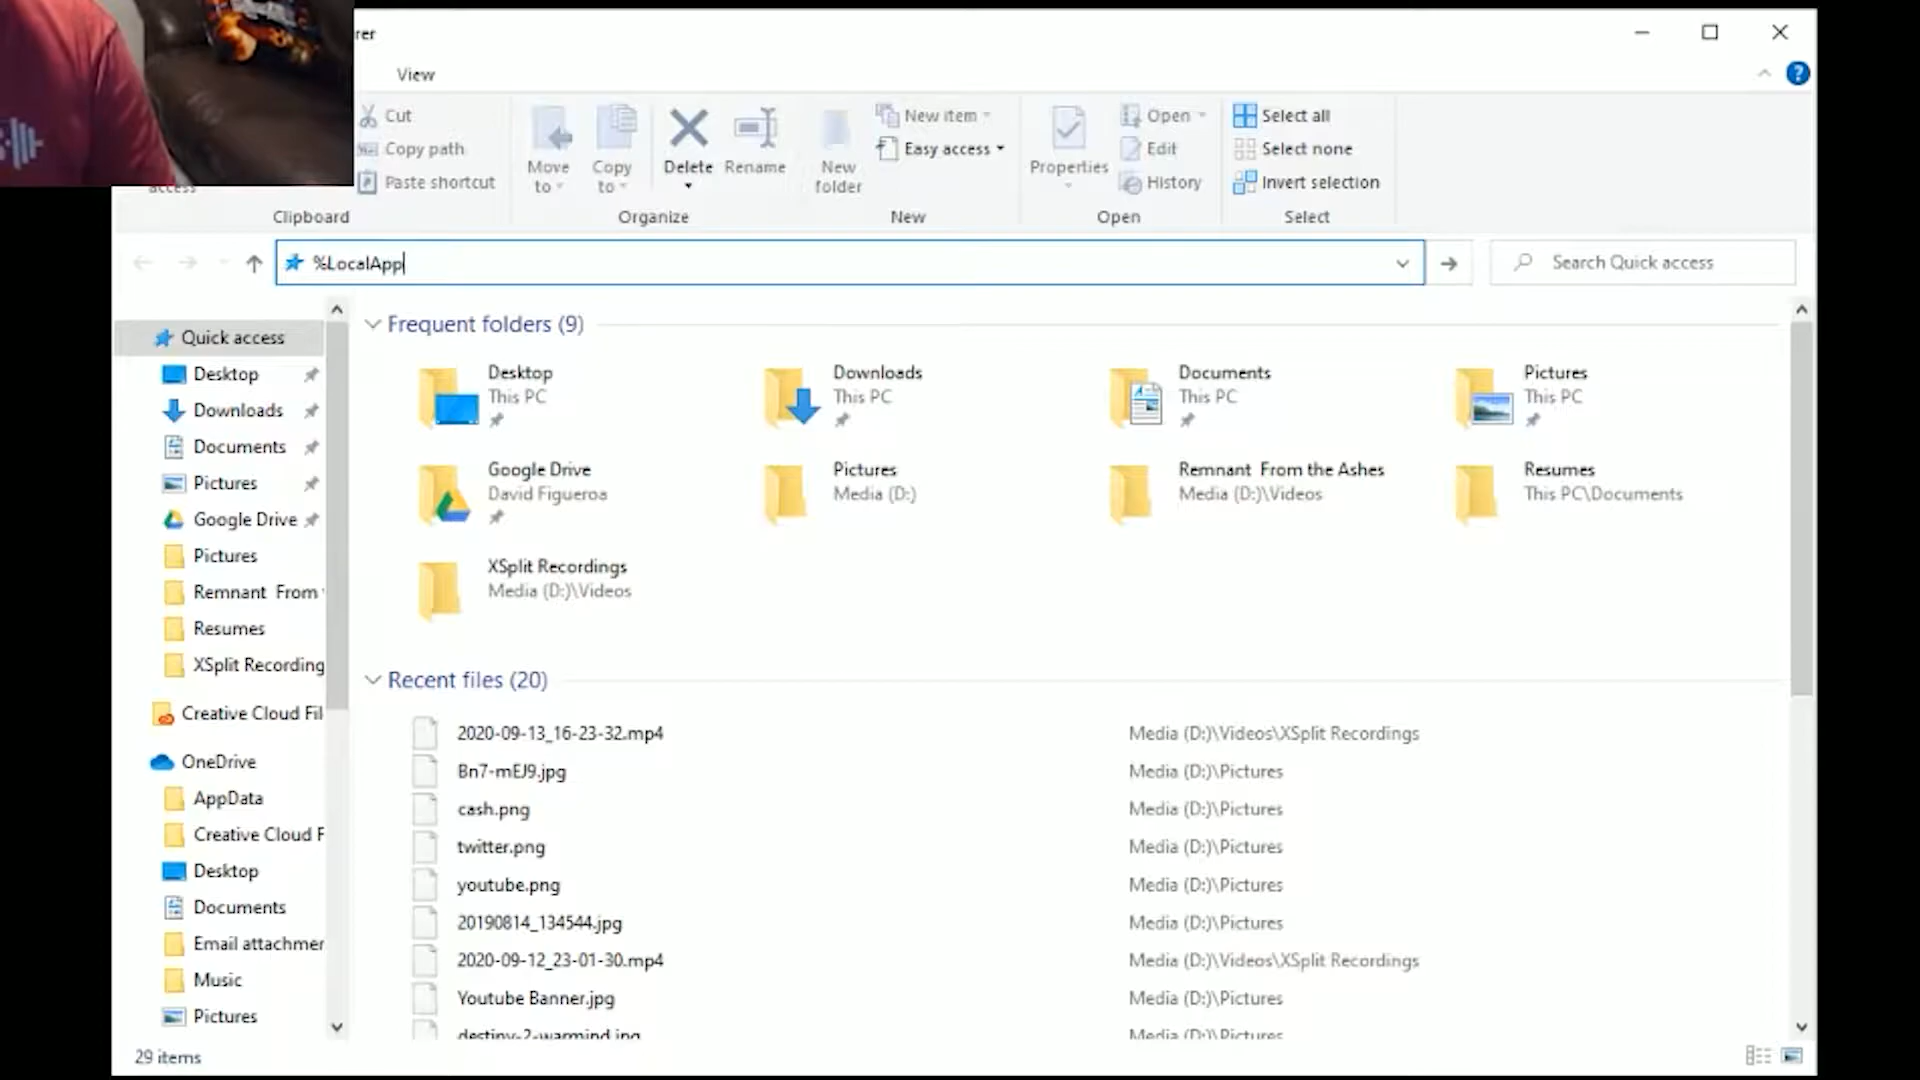 rer
View
Cut
Copy path
Paste shortcut
access
Clipboard
Move to
Copy to
Delete
Rename
Organize
New folder
New item
Easy access
New
Properties
Open
Edit
History
Open
Select all
Select none
Invert selection
Select
%LocalApp
Search Quick access
Quick access
Desktop
Downloads
Documents
Pictures
Google Drive
Pictures
Remnant From
Resumes
XSplit Recording
Creative Cloud Fil
OneDrive
AppData
Creative Cloud F
Desktop
Documents
Email attachmer
Music
Pictures
Frequent folders (9)
Desktop
This PC
Downloads
This PC
Documents
This PC
Pictures
This PC
Google Drive
David Figueroa
Pictures
Media (D:)
Remnant From the Ashes
Media (D:)\Videos
Resumes
This PC\Documents
XSplit Recordings
Media (D:)\Videos
Recent files (20)
2020-09-13_16-23-32.mp4 Media (D:)\Videos\XSplit Recordings
Bn7-mEJ9.jpg Media (D:)\Pictures
cash.png Media (D:)\Pictures
twitter.png Media (D:)\Pictures
youtube.png Media (D:)\Pictures
20190814_134544.jpg Media (D:)\Pictures
2020-09-12_23-01-30.mp4 Media (D:)\Videos\XSplit Recordings
Youtube Banner.jpg Media (D:)\Pictures
destiny-2-warmind.jpg Media (D:)\Pictures
29 items